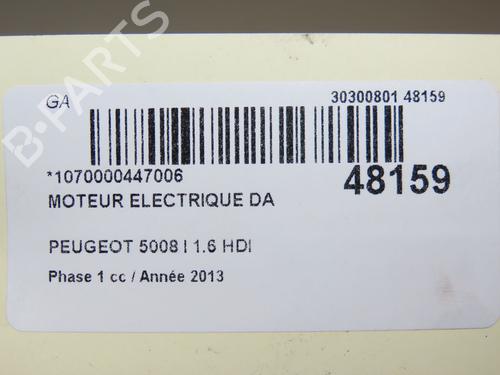 B-PARTS
GA
30300801 48159
*1070000447006
48159
MOTEUR ELECTRIQUE DA
PEUGEOT 5008 I 1.6 HDI
Phase 1 cc / Année 2013